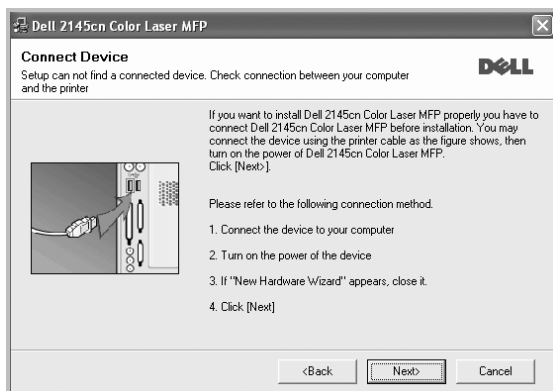 Dell 2145cn Color Laser MFP
Connect Device
Setup can not find a connected device. Check connection between your computer
and the printer
DELL
If you want to install Dell 2145cn Color Laser MFP properly you have to
connect Dell 2145cn Color Laser MFP before installation. You may
connect the device using the printer cable as the figure shows, then
turn on the power of Dell 2145cn Color Laser MFP.
Click [Next>].
Please refer to the following connection method.
1. Connect the device to your computer
2. Turn on the power of the device
3. If "New Hardware Wizard" appears, close it.
4. Click [Next]
<Back
Next>
Cancel